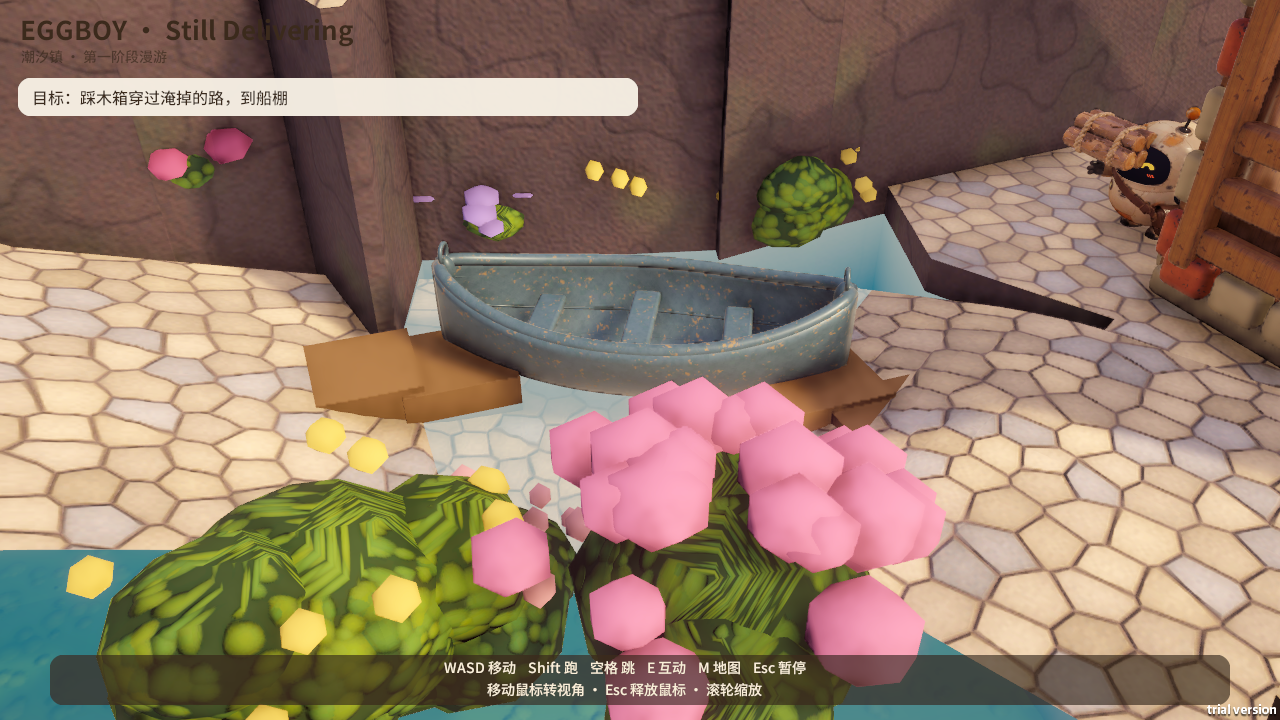 EGGBOY · Still Delivering
潮汐镇 · 第一阶段漫游
目标：踩木箱穿过淹掉的路，到船棚
WASD 移动 Shift 跑 空格 跳 E 互动 M 地图 Esc 暂停
移动鼠标转视角 · Esc 释放鼠标 · 滚轮缩放
trial version